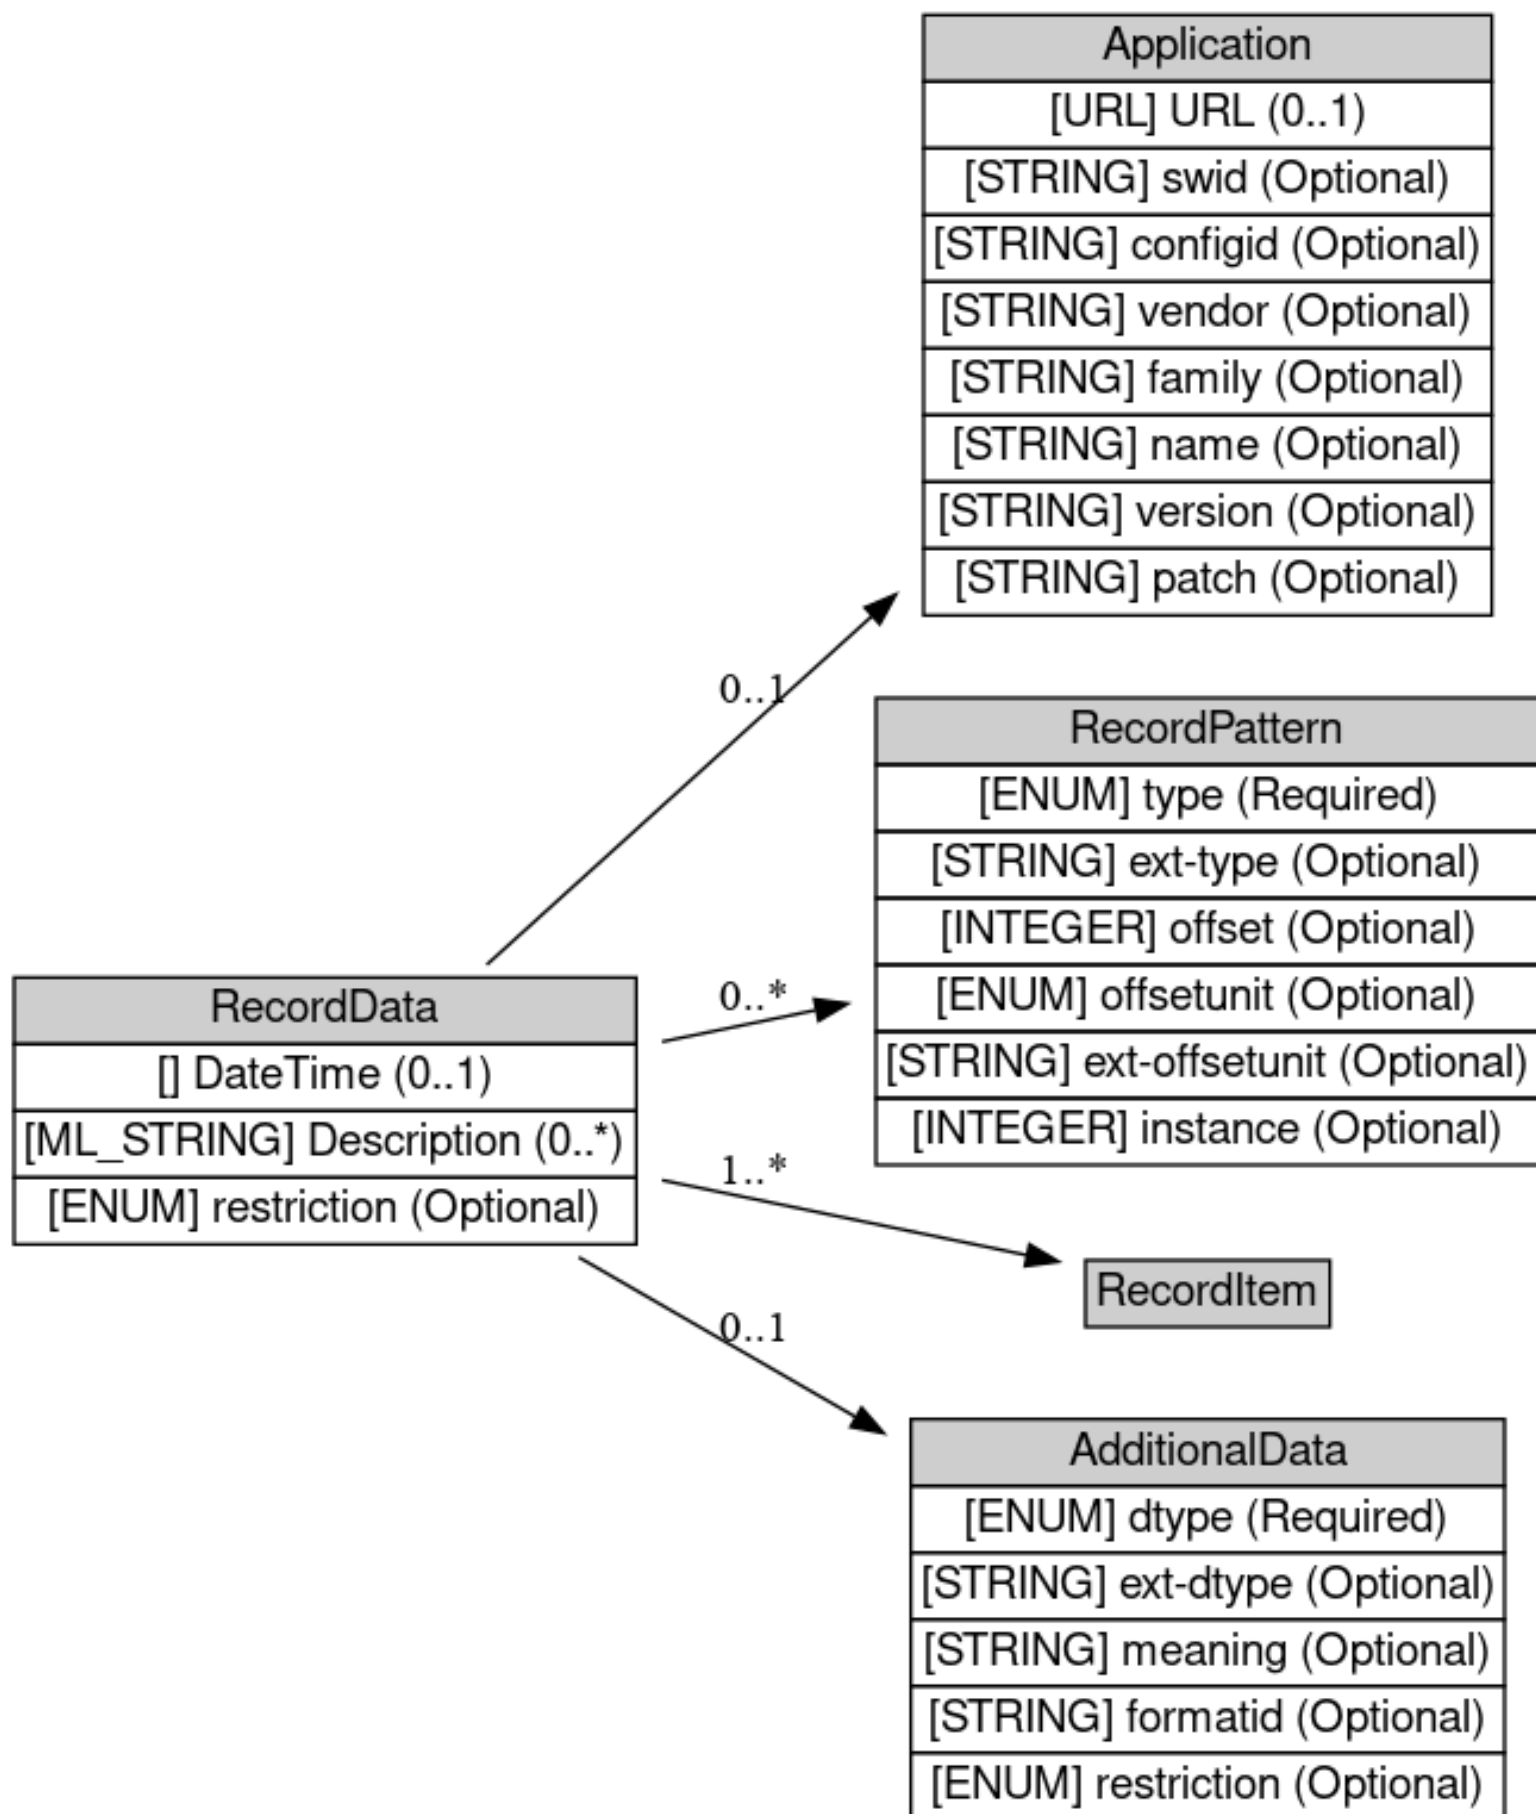 Application
[URL] URL (0..1)
[STRING] swid (Optional)
[STRING] configid (Optional)
[STRING] vendor (Optional)
[STRING] family (Optional)
[STRING] name (Optional)
[STRING] version (Optional)
[STRING] patch (Optional)
0..1
RecordPattern
[ENUM] type (Required)
[STRING] ext-type (Optional)
[INTEGER] offset (Optional)
[ENUM] offsetunit (Optional)
[STRING] ext-offsetunit (Optional)
[INTEGER] instance (Optional)
RecordData
[] DateTime (0..1)
[ML_STRING] Description (0..*)
[ENUM] restriction (Optional)
0..*
1..*
RecordItem
0..1
AdditionalData
[ENUM] dtype (Required)
[STRING] ext-dtype (Optional)
[STRING] meaning (Optional)
[STRING] formatid (Optional)
[ENUM] restriction (Optional)